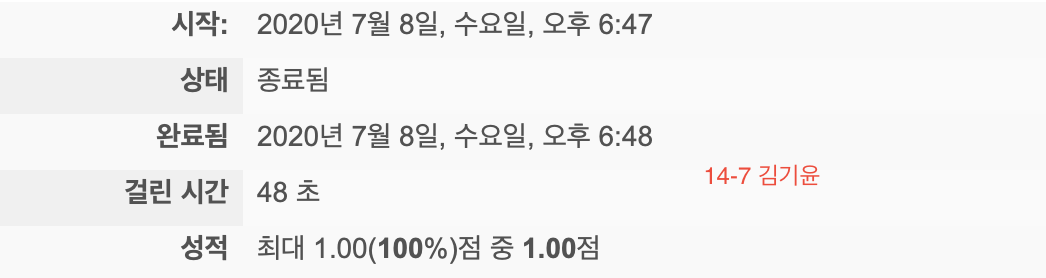 시작: 2020년 7월 8일, 수요일, 오후 6:47
상태 종료됨
완료됨 2020년 7월 8일, 수요일, 오후 6:48
14-7 김기윤
걸린 시간 48 초
성적 최대 1.00(100%)점 중 1.00점